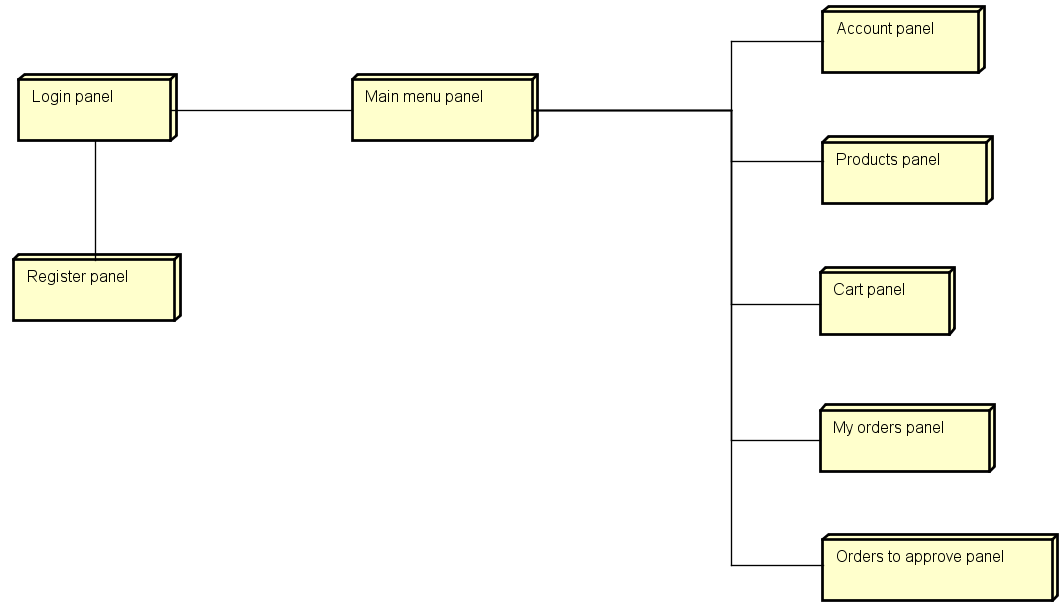 Login panel
Register panel
Main menu panel
Account panel
Products panel
Cart panel
My orders panel
Orders to approve panel